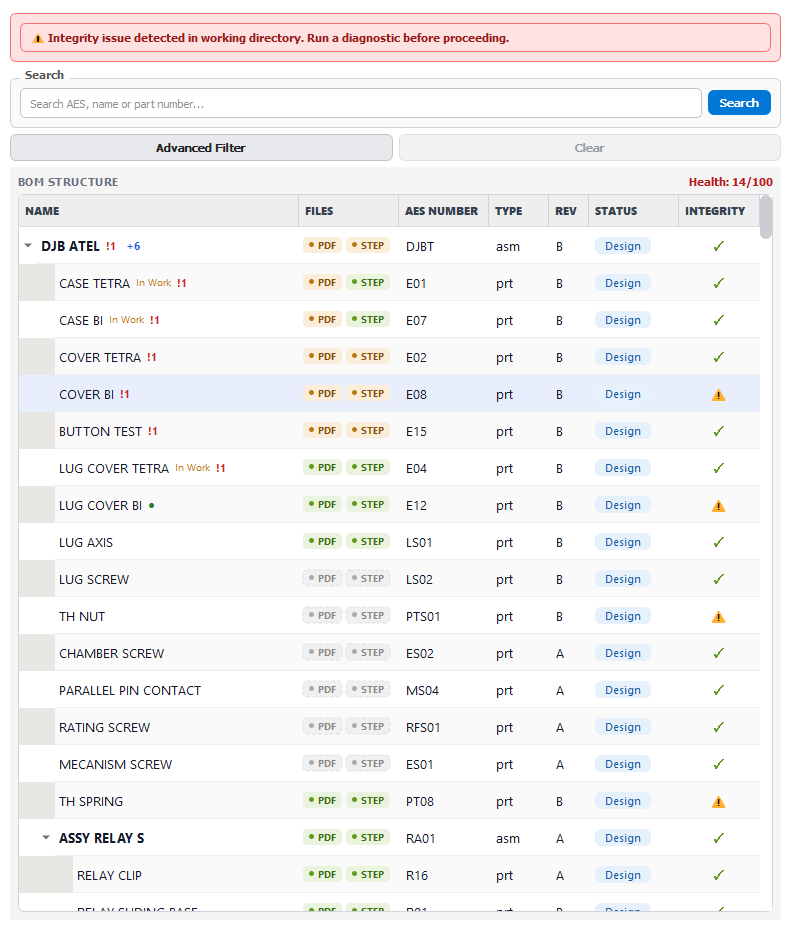 ⚠ Integrity issue detected in working directory. Run a diagnostic before proceeding.
Search
Search AES, name or part number... Search
Advanced Filter Clear
BOM STRUCTURE Health: 14/100
NAME FILES AES NUMBER TYPE REV STATUS INTEGRITY
DJB ATEL !1 +6 PDF STEP DJBT asm B Design ✓
CASE TETRA In Work !1 PDF STEP E01 prt B Design ✓
CASE BI In Work !1 PDF STEP E07 prt B Design ✓
COVER TETRA !1 PDF STEP E02 prt B Design ✓
COVER BI !1 PDF STEP E08 prt B Design ⚠
BUTTON TEST !1 PDF STEP E15 prt B Design ✓
LUG COVER TETRA In Work !1 PDF STEP E04 prt B Design ✓
LUG COVER BI PDF STEP E12 prt B Design ⚠
LUG AXIS PDF STEP LS01 prt B Design ✓
LUG SCREW PDF STEP LS02 prt B Design ✓
TH NUT PDF STEP PTS01 prt B Design ⚠
CHAMBER SCREW PDF STEP ES02 prt A Design ✓
PARALLEL PIN CONTACT PDF STEP MS04 prt A Design ✓
RATING SCREW PDF STEP RFS01 prt A Design ✓
MECANISM SCREW PDF STEP ES01 prt A Design ✓
TH SPRING PDF STEP PT08 prt B Design ⚠
ASSY RELAY S PDF STEP RA01 asm A Design ✓
RELAY CLIP PDF STEP R16 prt A Design ✓